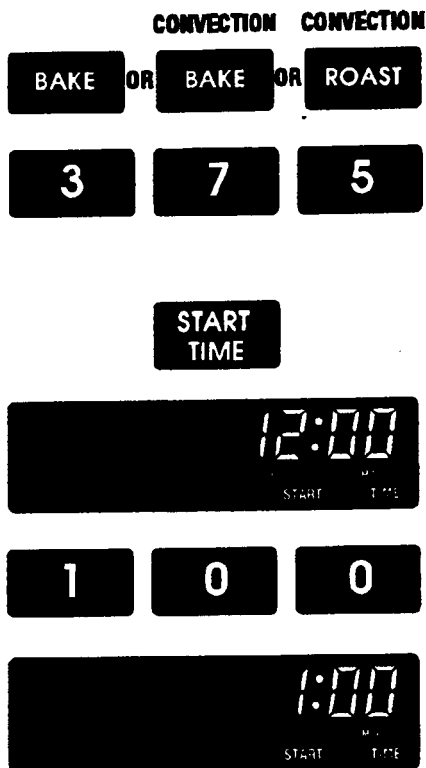 CONVECTION CONVECTION
BAKE OR BAKE OR ROAST
3 7 5
START
TIME
12:00
START TIME
1 0 0
1:00
START TIME